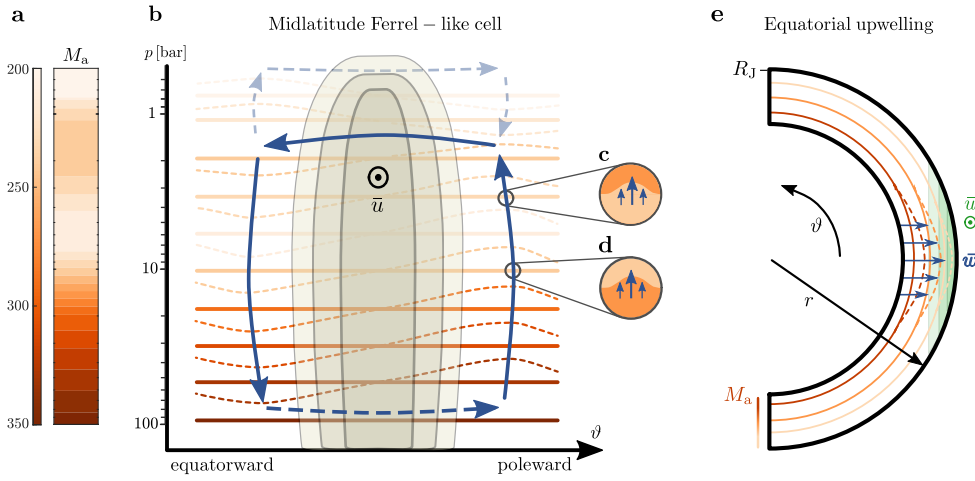 a
M_a
200
250
300
350
b
Midlatitude Ferrel – like cell
p [bar]
1
10
100
ū
c
d
ϑ
equatorward
poleward
e
Equatorial upwelling
R_J
ū
w̄
ϑ
r
M_a